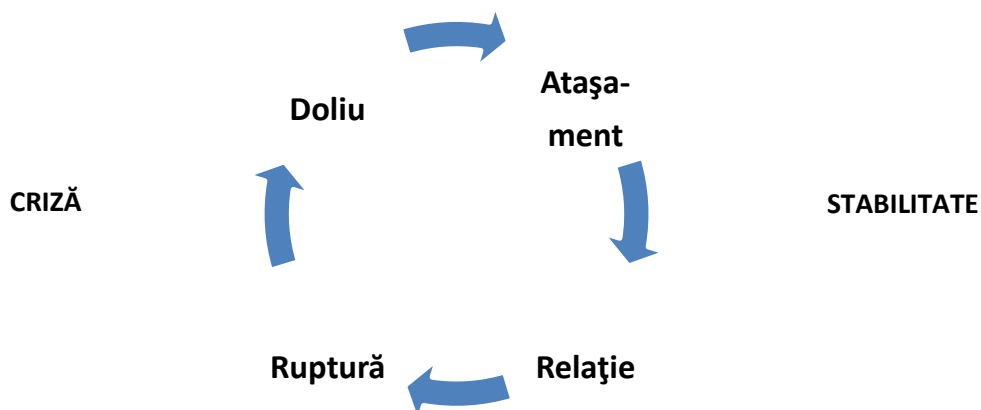 Doliu
Ataşa-
ment
CRIZĂ
STABILITATE
Ruptură
Relaţie